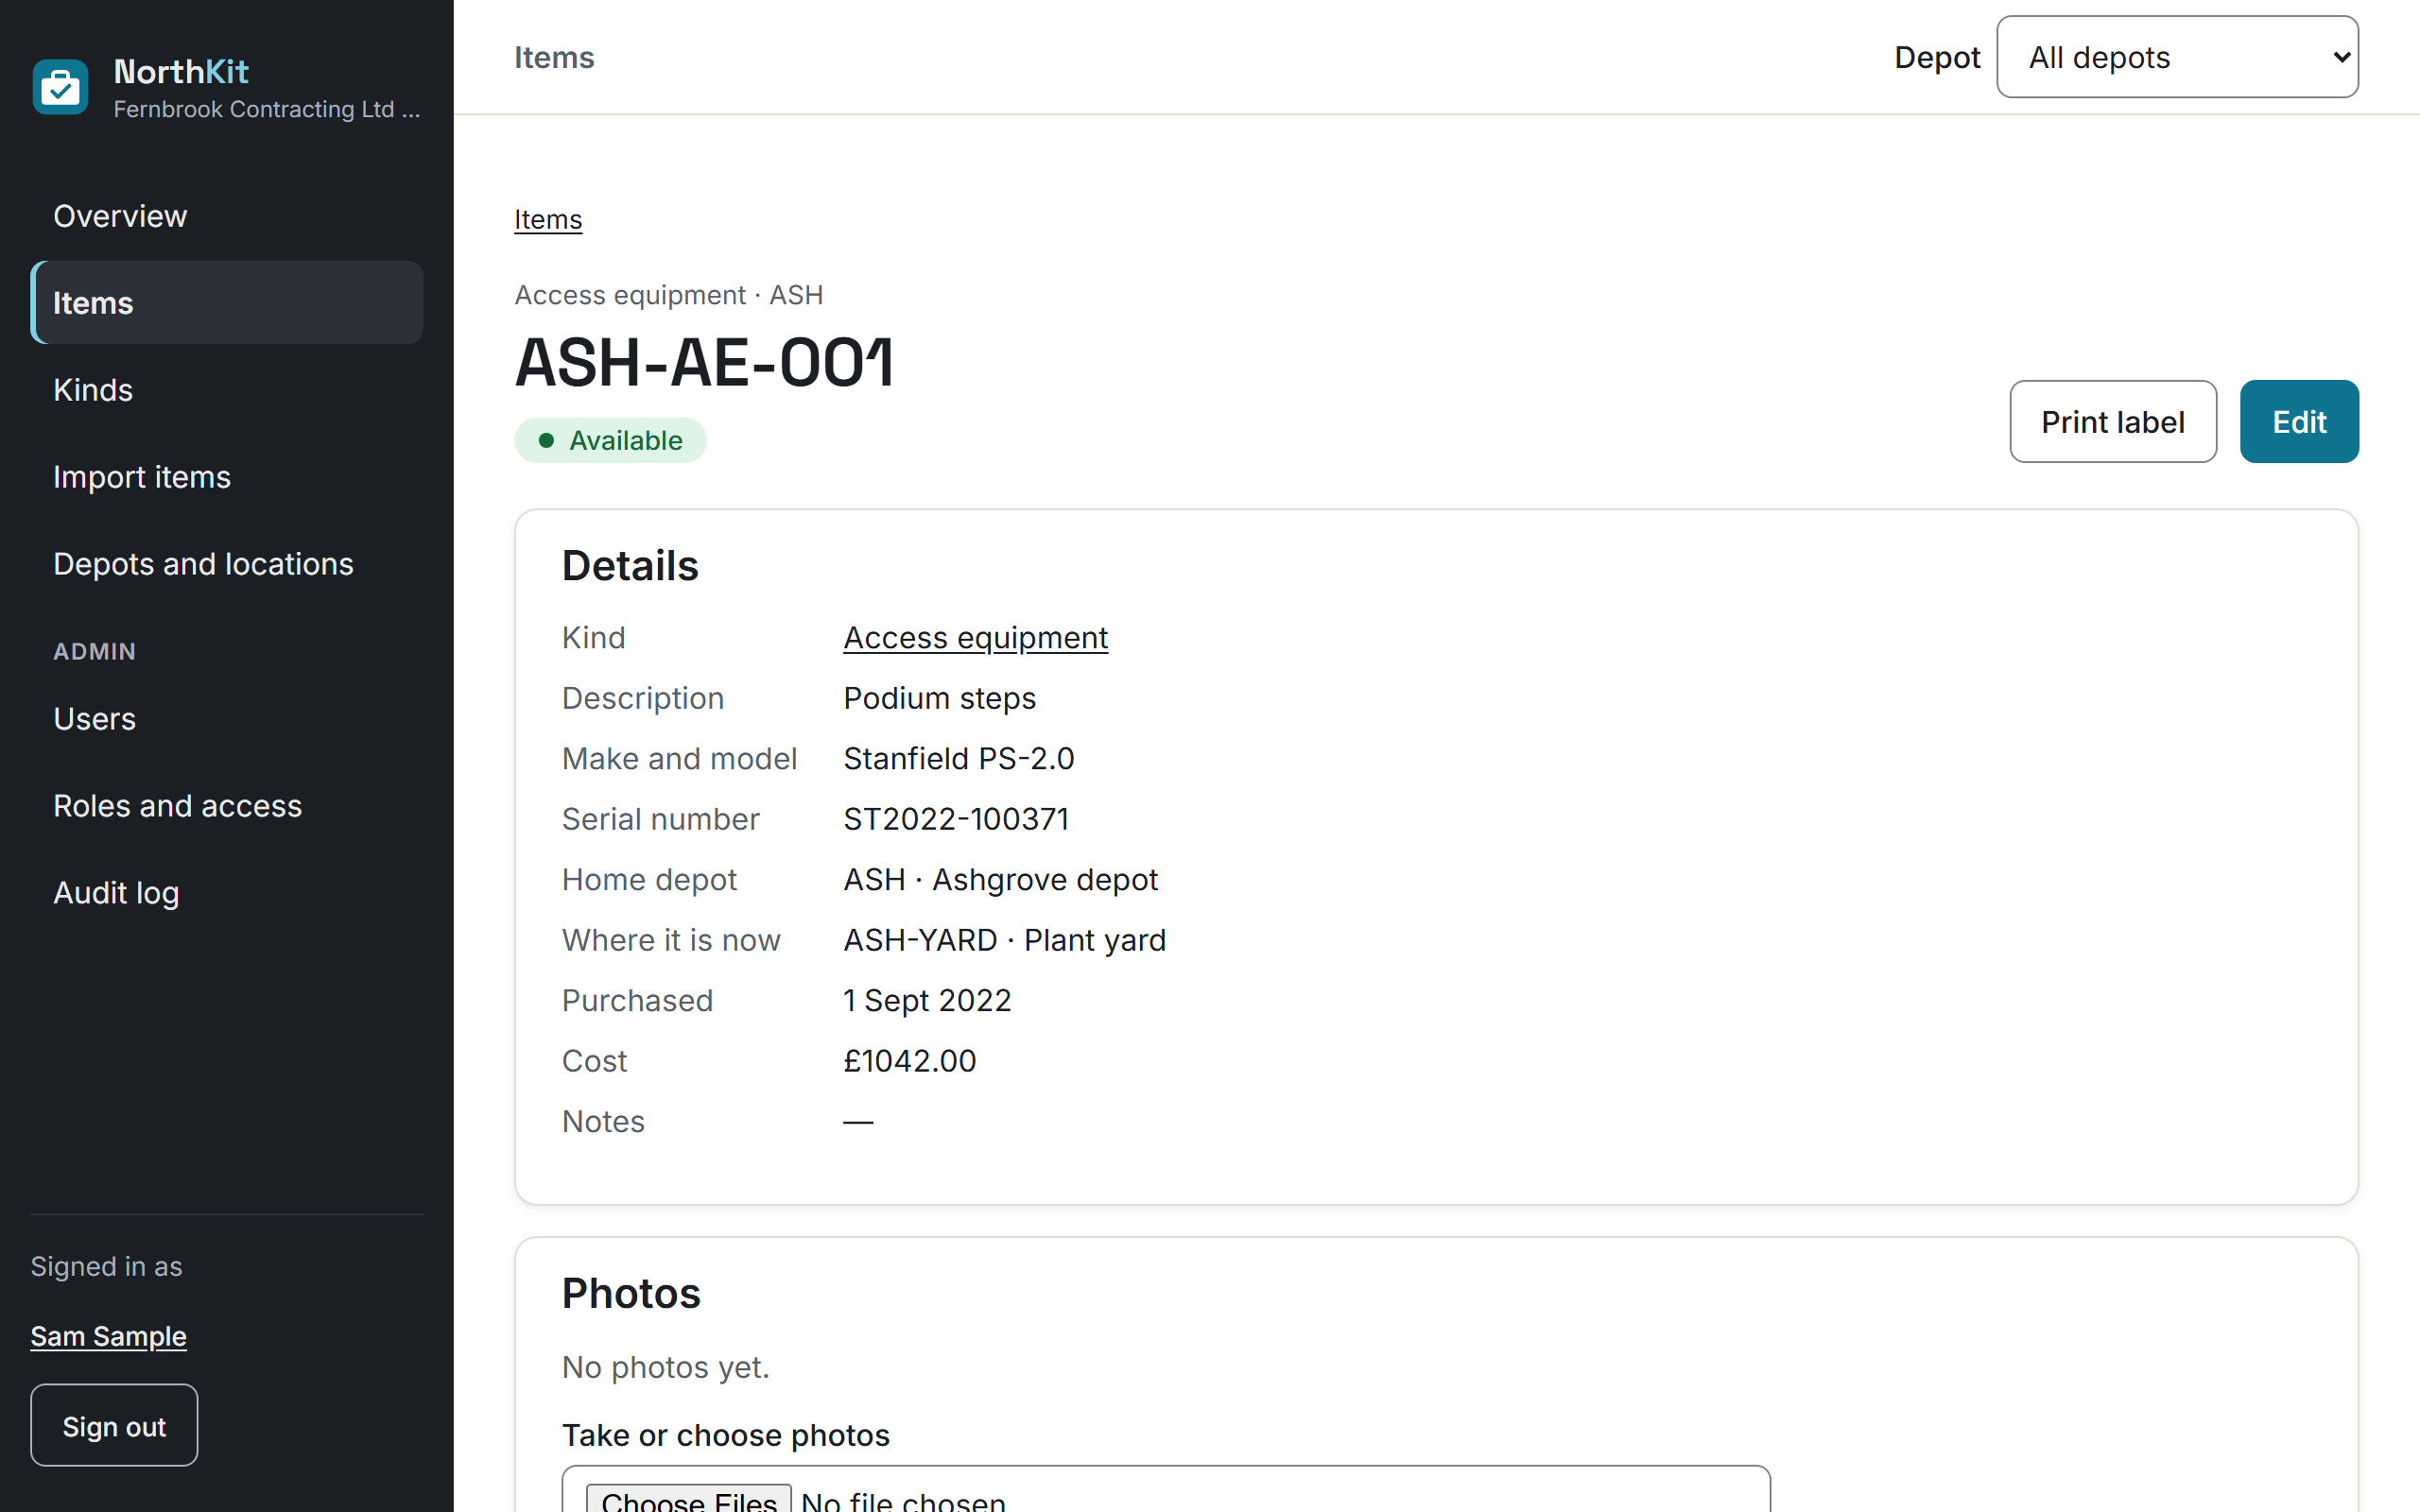 NorthKit
Fernbrook Contracting Ltd ...
Overview
Items
Kinds
Import items
Depots and locations
ADMIN
Users
Roles and access
Audit log
Signed in as
Sam Sample
Sign out
Items
Depot
All depots
Items
Access equipment · ASH
ASH-AE-001
Available
Print label
Edit
Details
Kind Access equipment
Description Podium steps
Make and model Stanfield PS-2.0
Serial number ST2022-100371
Home depot ASH · Ashgrove depot
Where it is now ASH-YARD · Plant yard
Purchased 1 Sept 2022
Cost £1042.00
Notes —
Photos
No photos yet.
Take or choose photos
Choose Files No file chosen